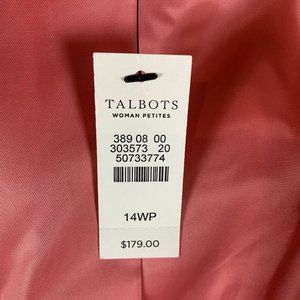 TALBOTS
WOMAN PETITES
389 08 00
303573 20
50733774
14WP
$179.00